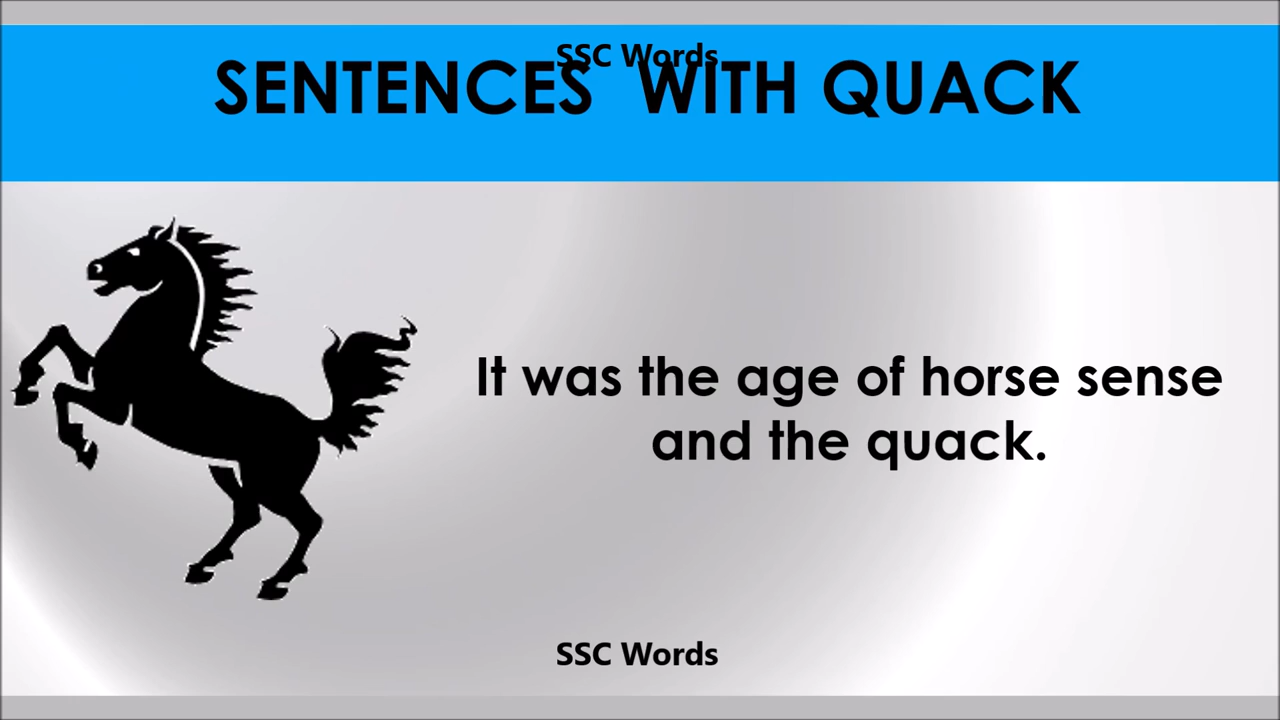 SSC Words
SENTENCES WITH QUACK
It was the age of horse sense
and the quack.
SSC Words